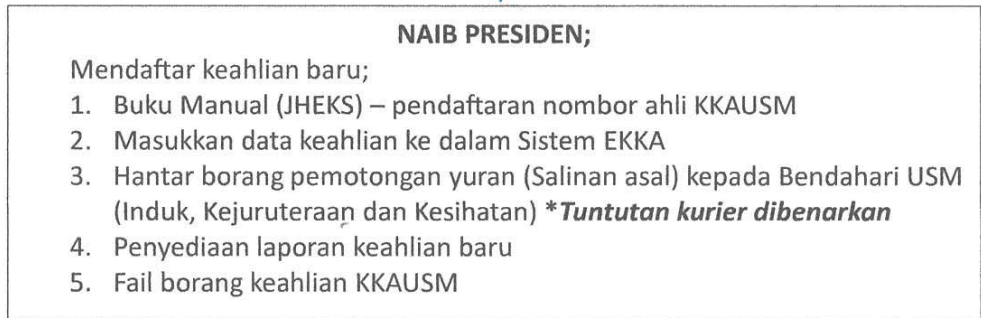 NAIB PRESIDEN;
Mendaftar keahlian baru;
1. Buku Manual (JHEKS) – pendaftaran nombor ahli KKAUSM
2. Masukkan data keahlian ke dalam Sistem EKKA
3. Hantar borang pemotongan yuran (Salinan asal) kepada Bendahari USM
(Induk, Kejuruteraan dan Kesihatan) *Tuntutan kurier dibenarkan
4. Penyediaan laporan keahlian baru
5. Fail borang keahlian KKAUSM